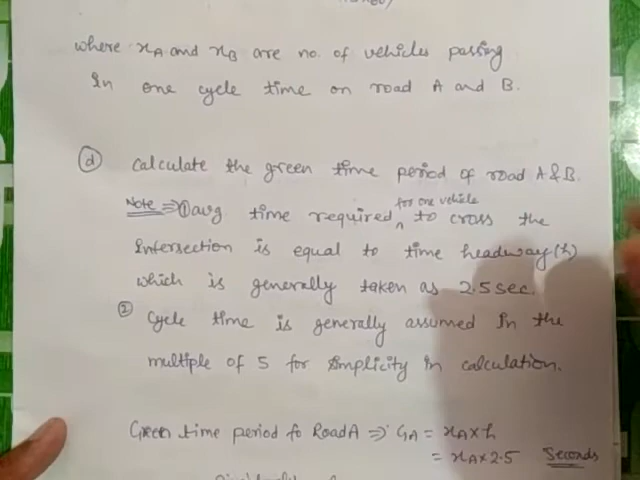 where xA and xB are no. of vehicles passing
in one cycle time on road A and B.
(d) Calculate the green time period of road A & B.
Note ⇒ ① avg time required for one vehicle to cross the
intersection is equal to time headway (h)
which is generally taken as 2.5 sec.
② Cycle time is generally assumed in the
multiple of 5 for simplicity in calculation.
Green time period fo Road A ⇒ GA = xA × h
= xA × 2.5 Seconds